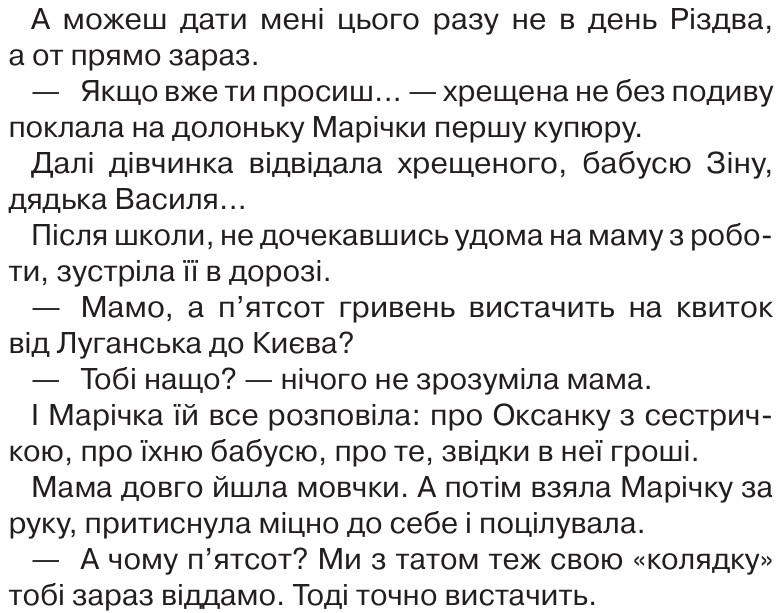 А можеш дати мені цього разу не в день Різдва,
а от прямо зараз.
— Якщо вже ти просиш... — хрещена не без подиву
поклала на долоньку Марічки першу купюру.
Далі дівчинка відвідала хрещеного, бабусю Зіну,
дядька Василя...
Після школи, не дочекавшись удома на маму з робо-
ти, зустріла її в дорозі.
— Мамо, а п’ятсот гривень вистачить на квиток
від Луганська до Києва?
— Тобі нащо? — нічого не зрозуміла мама.
І Марічка їй все розповіла: про Оксанку з сестрич-
кою, про їхню бабусю, про те, звідки в неї гроші.
Мама довго йшла мовчки. А потім взяла Марічку за
руку, притиснула міцно до себе і поцілувала.
— А чому п’ятсот? Ми з татом теж свою «колядку»
тобі зараз віддамо. Тоді точно вистачить.